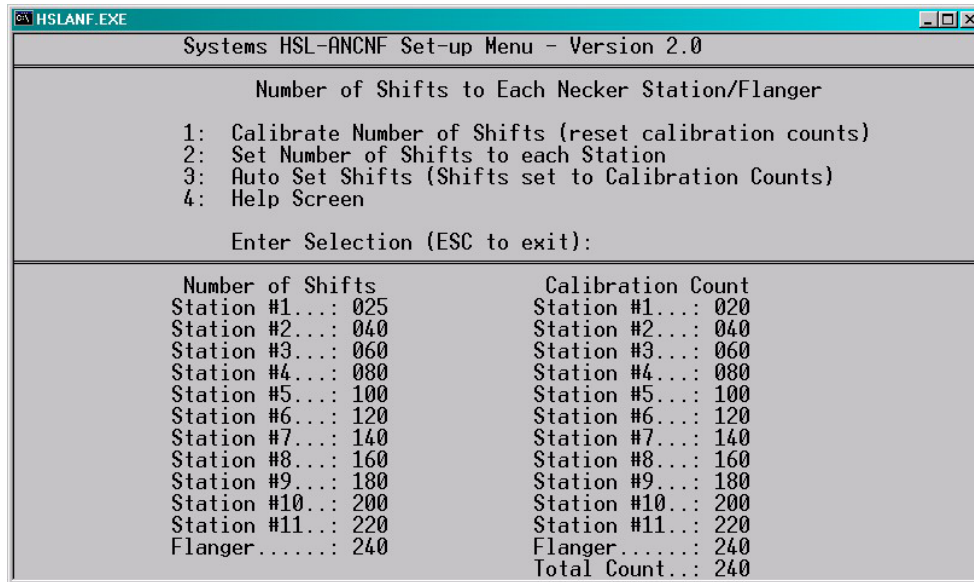 HSLANF.EXE
Systems HSL-ANCNF Set-up Menu - Version 2.0
Number of Shifts to Each Necker Station/Flanger
1: Calibrate Number of Shifts (reset calibration counts)
2: Set Number of Shifts to each Station
3: Auto Set Shifts (Shifts set to Calibration Counts)
4: Help Screen
Enter Selection (ESC to exit):
Number of Shifts Calibration Count
Station #1...: 025 Station #1...: 020
Station #2...: 040 Station #2...: 040
Station #3...: 060 Station #3...: 060
Station #4...: 080 Station #4...: 080
Station #5...: 100 Station #5...: 100
Station #6...: 120 Station #6...: 120
Station #7...: 140 Station #7...: 140
Station #8...: 160 Station #8...: 160
Station #9...: 180 Station #9...: 180
Station #10..: 200 Station #10..: 200
Station #11..: 220 Station #11..: 220
Flanger......: 240 Flanger......: 240
Total Count..: 240